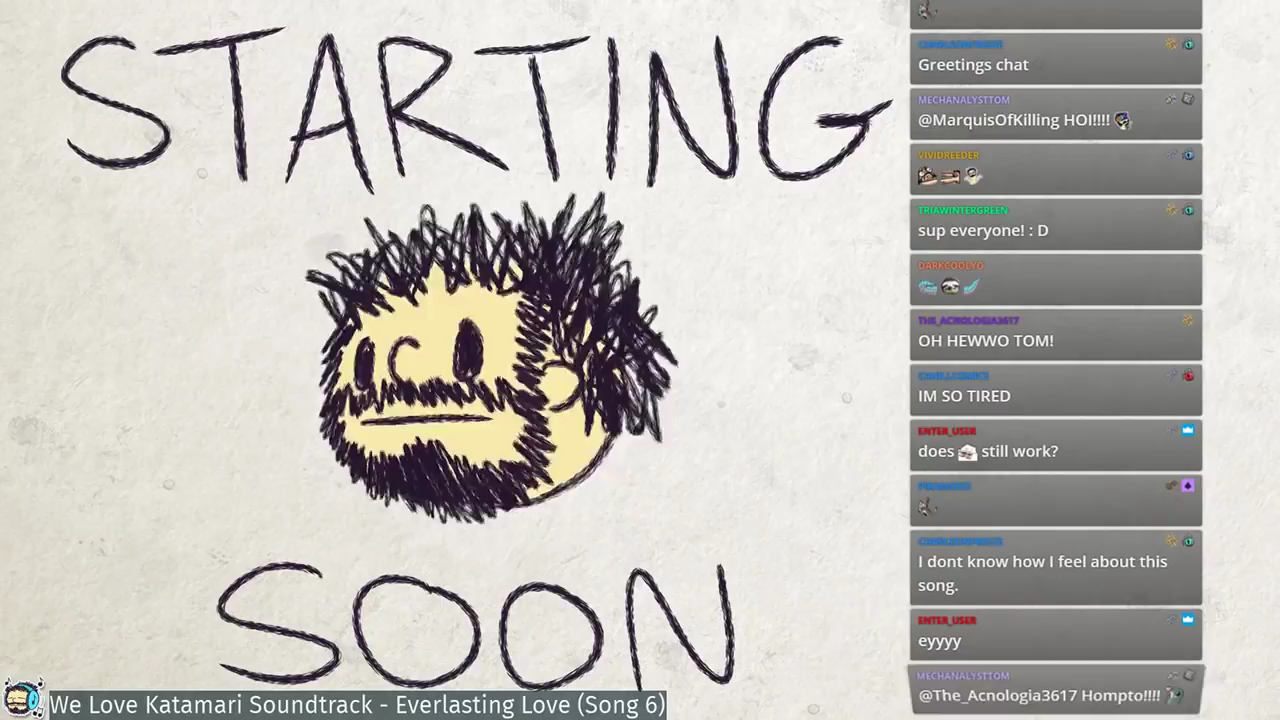 STARTING
SOON
We Love Katamari Soundtrack - Everlasting Love (Song 6)
Greetings chat
MECHANALYSTTOM
@MarquisOfKilling HOI!!!!
VIVIDREEDER
TRIAWINTERGREEN
sup everyone! : D
DARKCOOLYO
THE_ACNOLOGIA3617
OH HEWWO TOM!
IM SO TIRED
ENTER_USER
does still work?
I dont know how I feel about this
song.
ENTER_USER
eyyyy
MECHANALYSTTOM
@The_Acnologia3617 Hompto!!!!